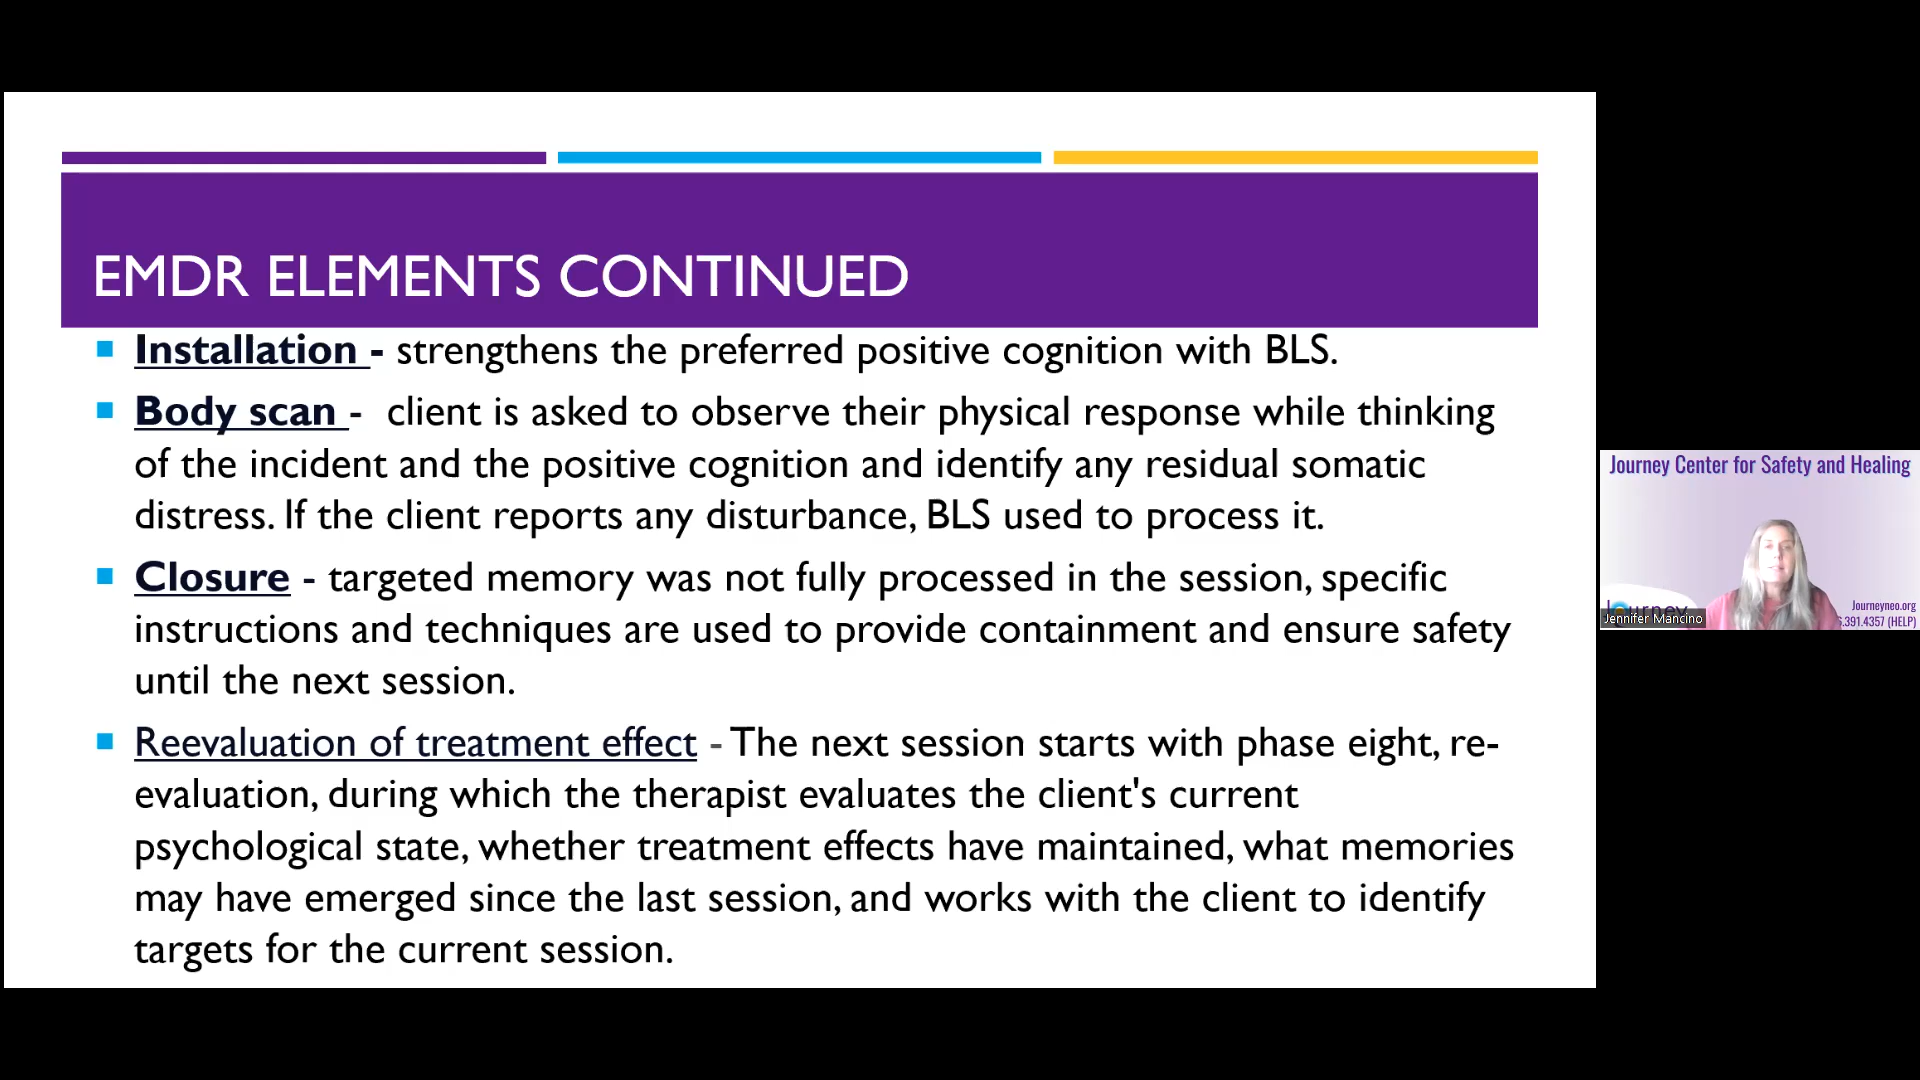 EMDR ELEMENTS CONTINUED
Installation - strengthens the preferred positive cognition with BLS.
Body scan - client is asked to observe their physical response while thinking
of the incident and the positive cognition and identify any residual somatic
distress. If the client reports any disturbance, BLS used to process it.
Closure - targeted memory was not fully processed in the session, specific
instructions and techniques are used to provide containment and ensure safety
until the next session.
Reevaluation of treatment effect - The next session starts with phase eight, re-
evaluation, during which the therapist evaluates the client's current
psychological state, whether treatment effects have maintained, what memories
may have emerged since the last session, and works with the client to identify
targets for the current session.
Journey Center for Safety and Healing
Journey
Jennifer Mancino
Journeyneo.org
.391.4357 (HELP)